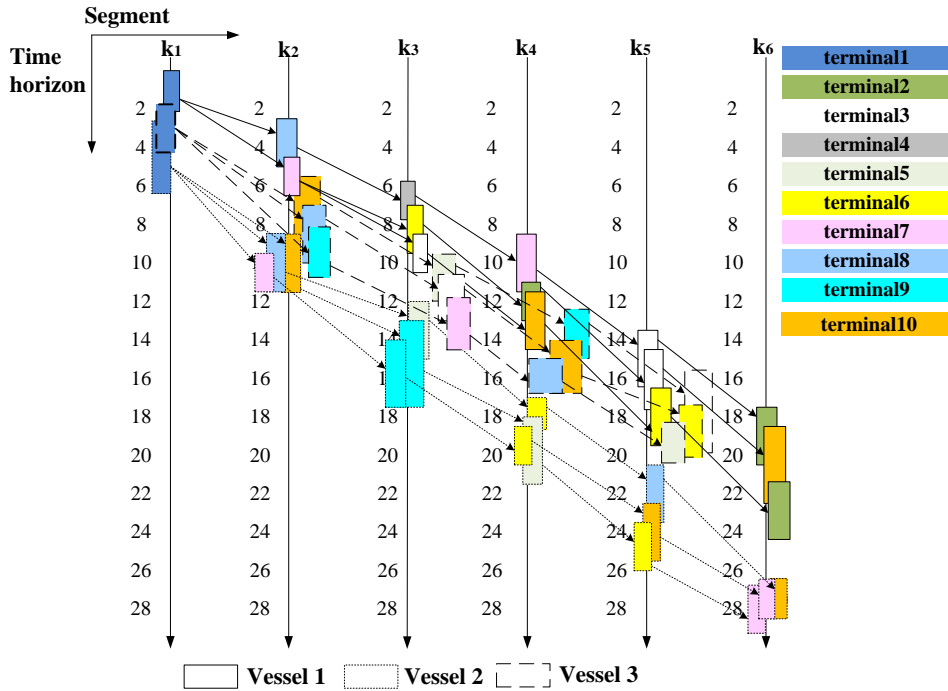 Segment
Time horizon
k1 k2 k3 k4 k5 k6
2 2 2 2 2 2
4 4 4 4 4 4
6 6 6 6 6 6
8 8 8 8 8 8
10 10 10 10 10 10
12 12 12 12 12 12
14 14 14 14 14 14
16 16 1 16 16 16
18 18 18 18 18 18
20 20 20 20 20 20
22 22 22 22 22 22
24 24 24 24 24 24
26 26 26 26 26 26
28 28 28 28 28 28
terminal1
terminal2
terminal3
terminal4
terminal5
terminal6
terminal7
terminal8
terminal9
terminal10
Vessel 1 Vessel 2 Vessel 3